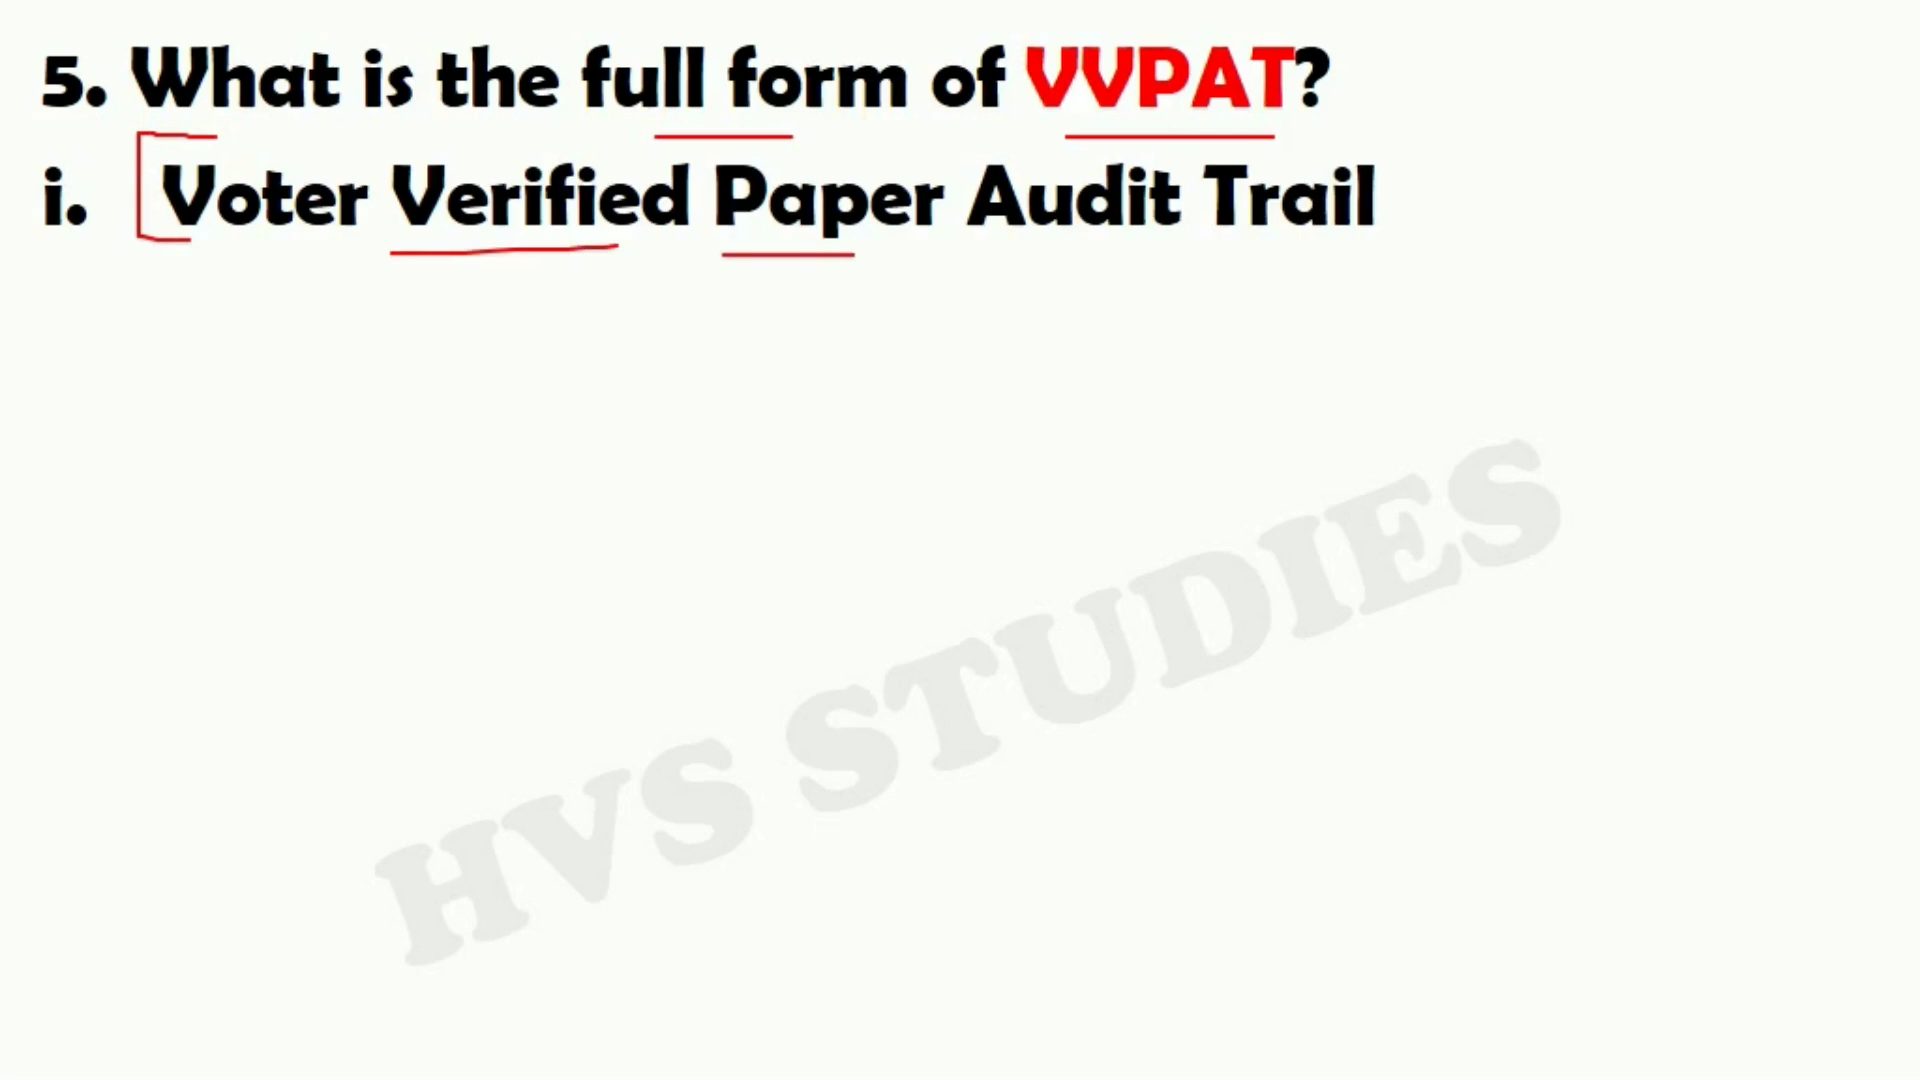 5. What is the full form of VVPAT?
i. Voter Verified Paper Audit Trail
HVS STUDIES